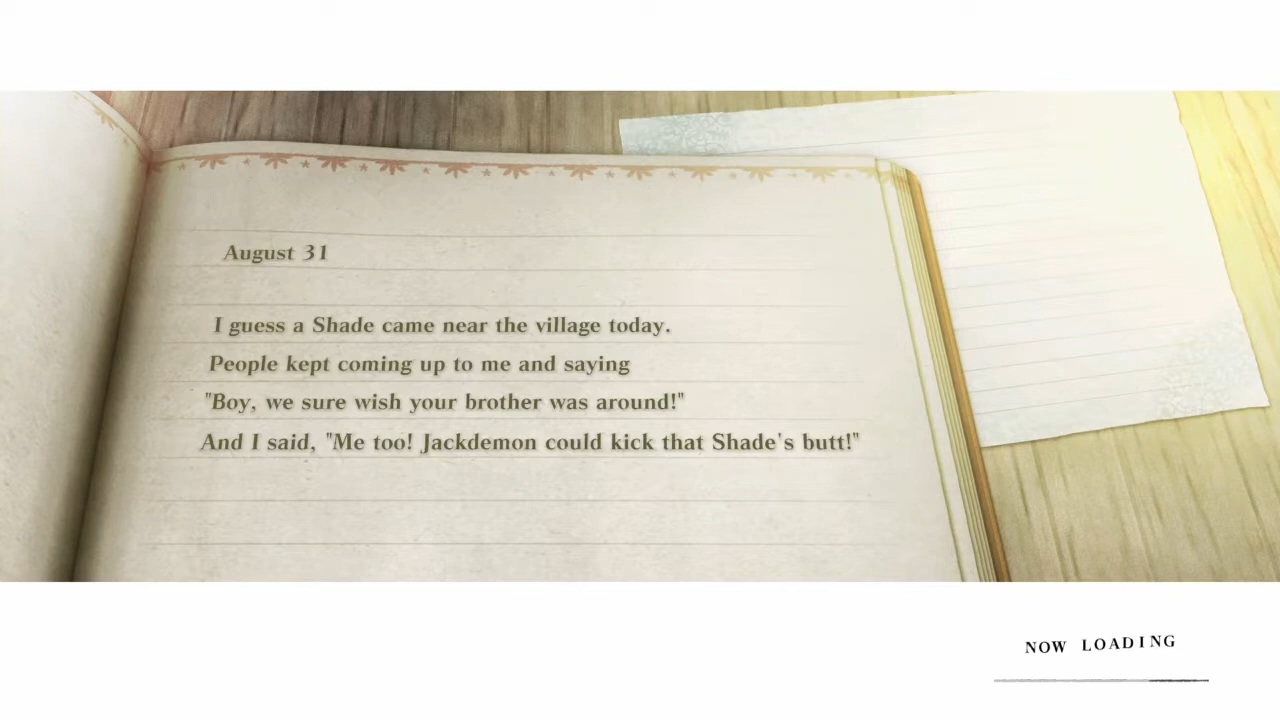 August 31
I guess a Shade came near the village today.
People kept coming up to me and saying
"Boy, we sure wish your brother was around!"
And I said, "Me too! Jackdemon could kick that Shade's butt!"
NOW LOADING